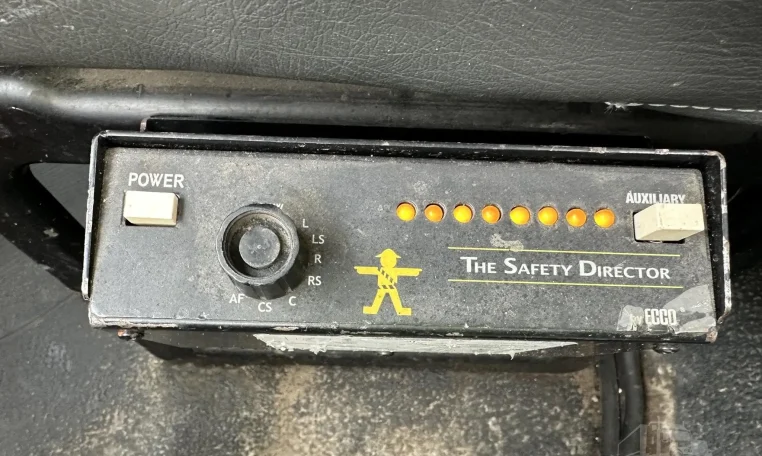 POWER
L
LS
R
RS
C
CS
AF
AUXILIARY
THE SAFETY DIRECTOR
BY ECCO